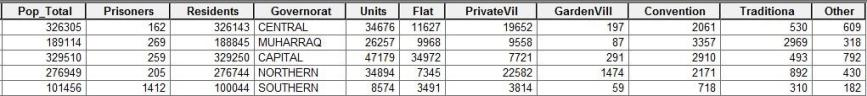 Pop_Total Prisoners Residents Governorat Units Flat PrivateVil GardenVill Convention Traditiona Other
326305 162 326143 CENTRAL 34676 11627 19652 197 2061 530 609
189114 269 188845 MUHARRAQ 26257 9968 9558 87 3357 2969 318
329510 259 329250 CAPITAL 47179 34972 7721 291 2910 493 792
276949 205 276744 NORTHERN 34894 7345 22582 1474 2171 892 430
101456 1412 100044 SOUTHERN 8574 3491 3814 59 718 310 182